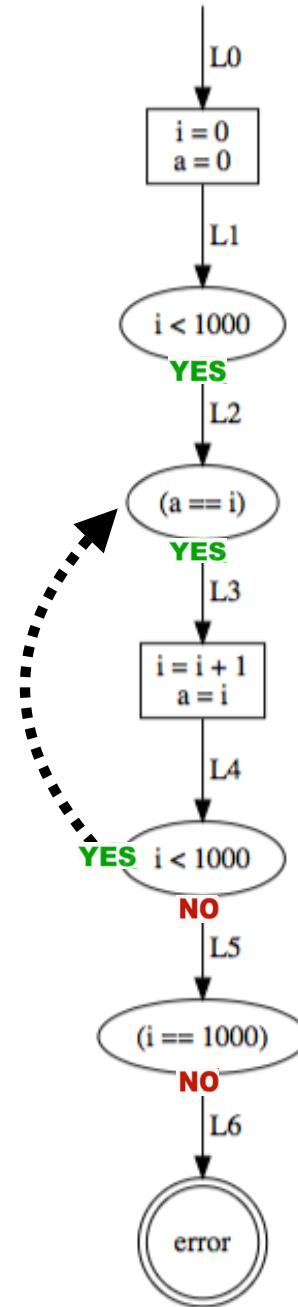 L0
i = 0
a = 0
L1
i < 1000
YES
L2
(a == i)
YES
L3
i = i + 1
a = i
L4
YES i < 1000
NO
L5
(i == 1000)
NO
L6
error